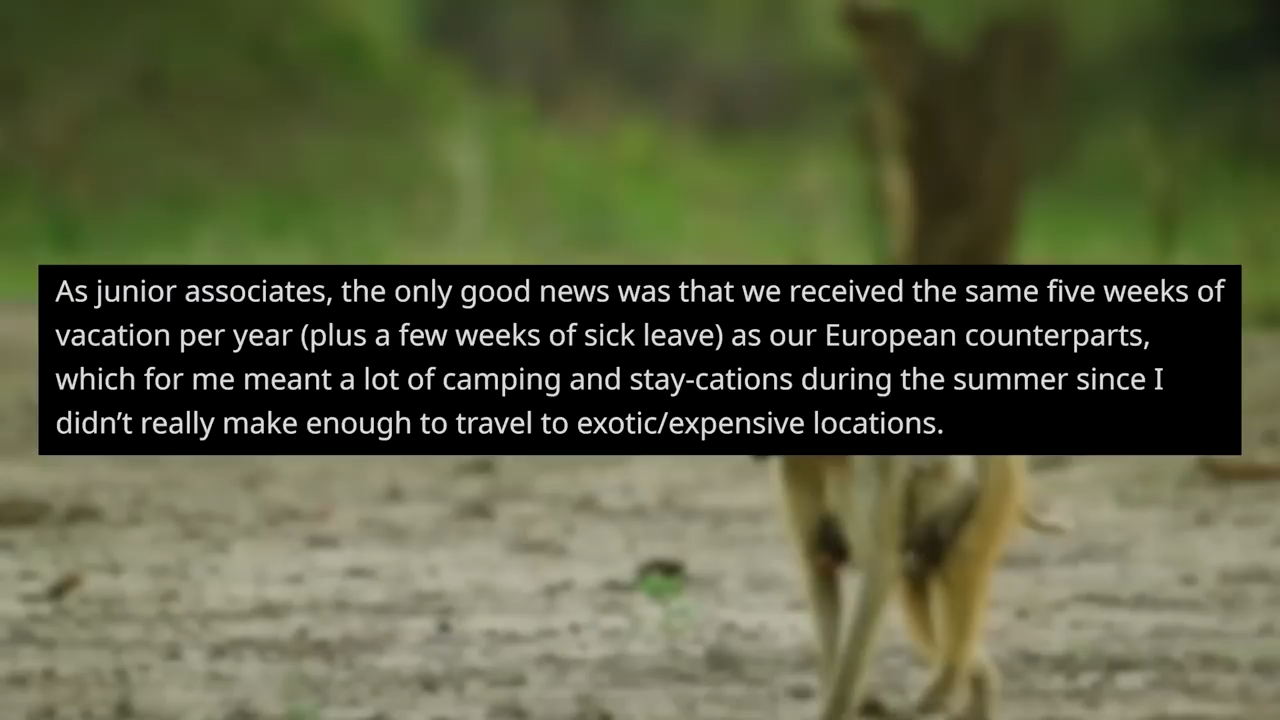 As junior associates, the only good news was that we received the same five weeks of
vacation per year (plus a few weeks of sick leave) as our European counterparts,
which for me meant a lot of camping and stay-cations during the summer since I
didn’t really make enough to travel to exotic/expensive locations.